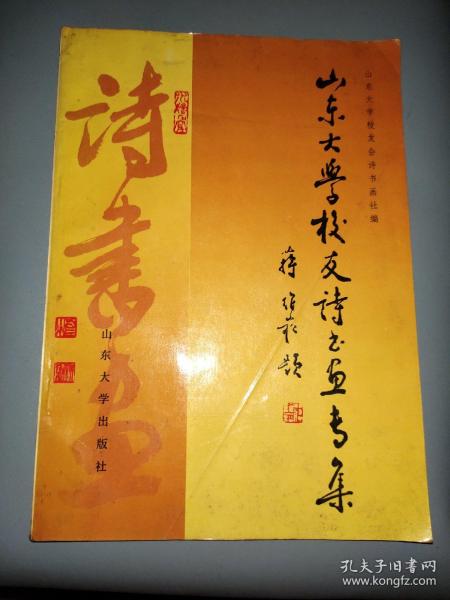 山东大学校友会诗书画社编
山东大学校友诗书画专集
蒋维崧题
诗书画
山东大学出版社
孔夫子旧书网
www.kongfz.com